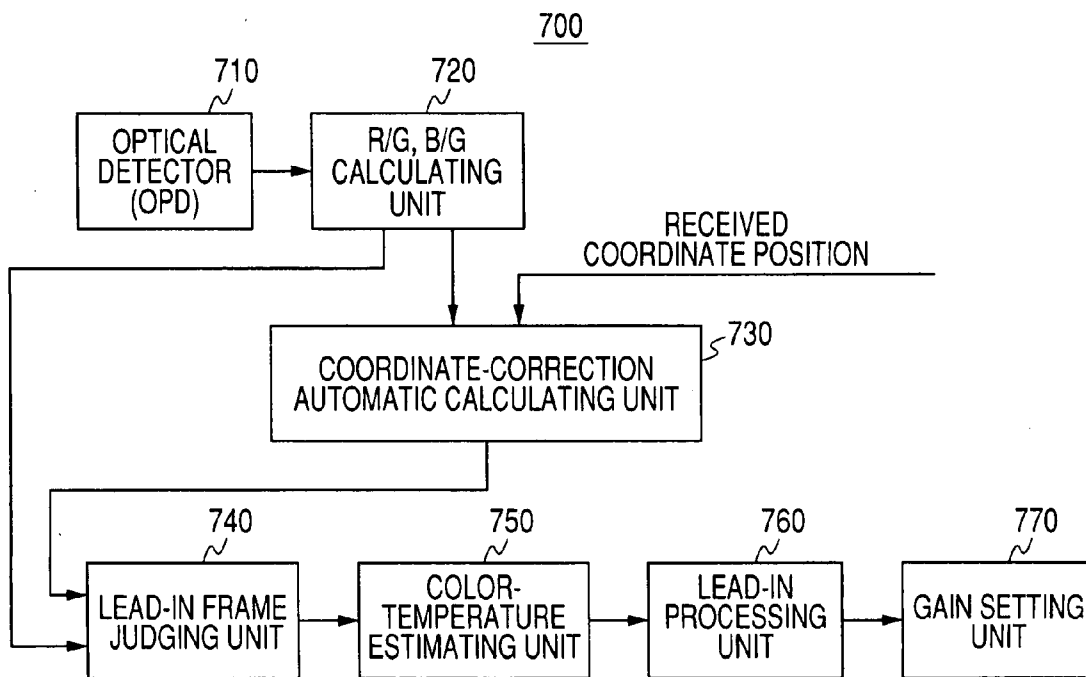 700
710
720
OPTICAL
DETECTOR
(OPD)
R/G, B/G
CALCULATING
UNIT
RECEIVED
COORDINATE POSITION
730
COORDINATE-CORRECTION
AUTOMATIC CALCULATING UNIT
740
750
760
770
LEAD-IN FRAME
JUDGING UNIT
COLOR-
TEMPERATURE
ESTIMATING UNIT
LEAD-IN
PROCESSING
UNIT
GAIN SETTING
UNIT